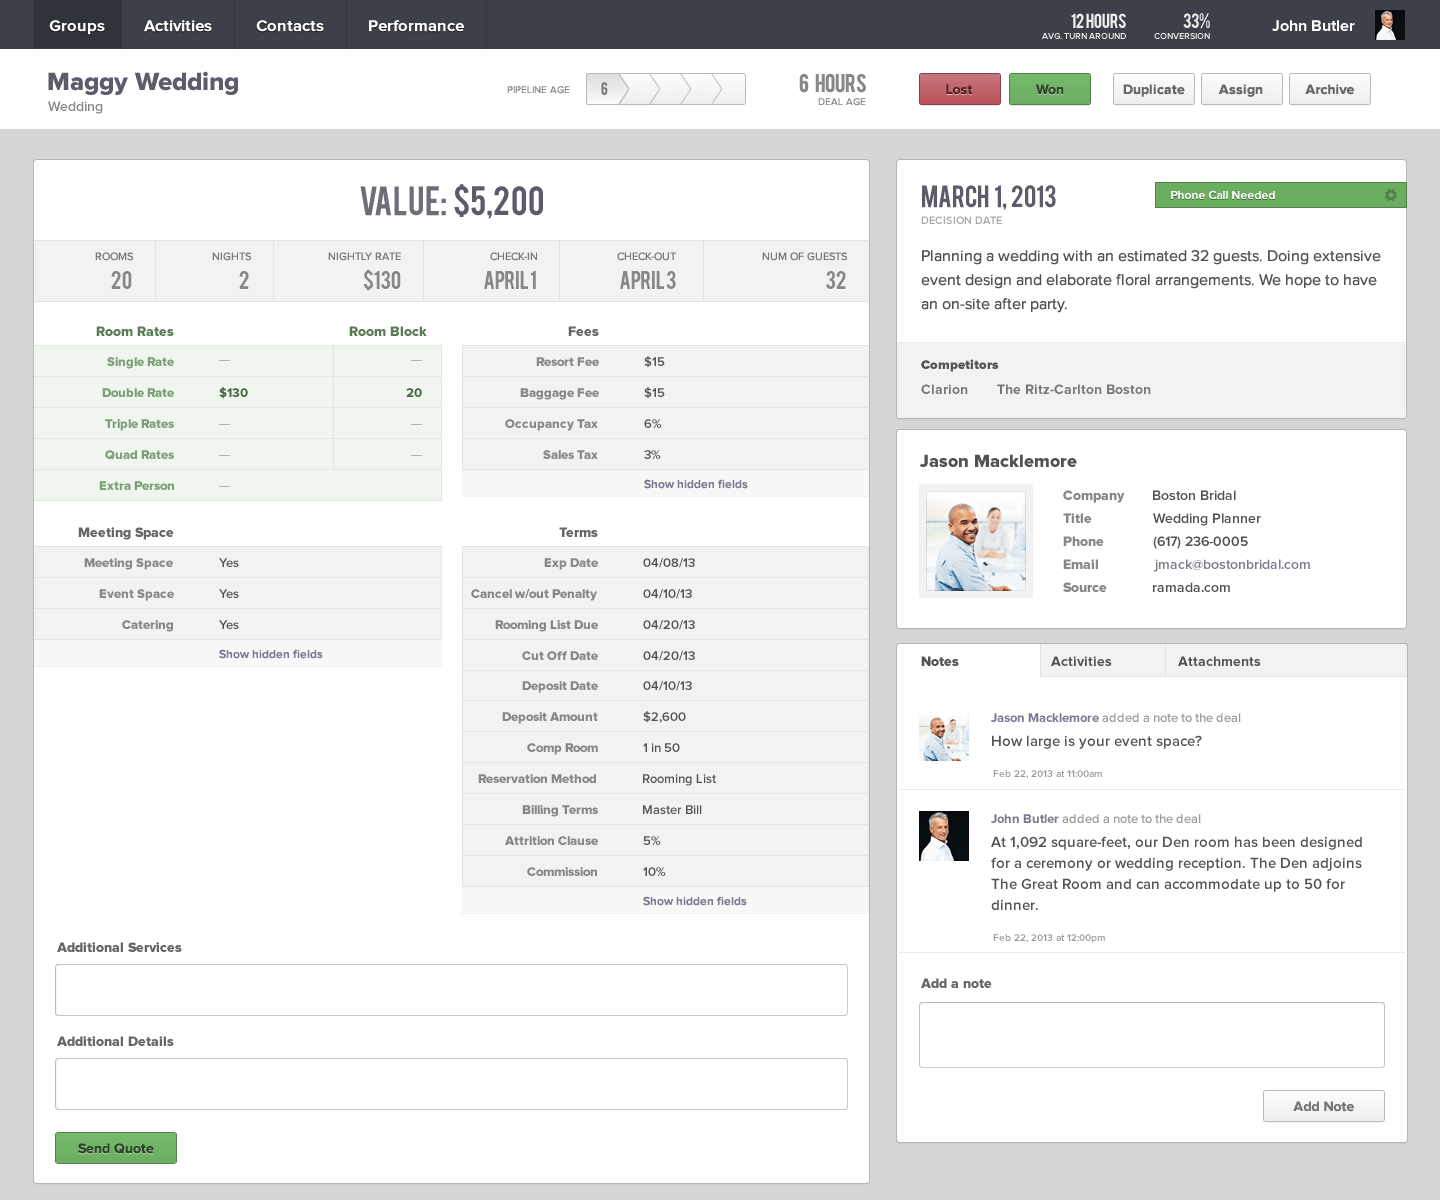 Groups
Activities
Contacts
Performance
12 HOURS
AVG. TURN AROUND
33%
CONVERSION
John Butler
Maggy Wedding
Wedding
PIPELINE AGE
6
6 HOURS
DEAL AGE
Lost
Won
Duplicate
Assign
Archive
VALUE: $5,200
ROOMS
20
NIGHTS
2
NIGHTLY RATE
$130
CHECK-IN
APRIL 1
CHECK-OUT
APRIL 3
NUM OF GUESTS
32
Room Rates Room Block
Single Rate — —
Double Rate $130 20
Triple Rates — —
Quad Rates — —
Extra Person —
Fees
Resort Fee $15
Baggage Fee $15
Occupancy Tax 6%
Sales Tax 3%
Show hidden fields
Meeting Space
Meeting Space Yes
Event Space Yes
Catering Yes
Show hidden fields
Terms
Exp Date 04/08/13
Cancel w/out Penalty 04/10/13
Rooming List Due 04/20/13
Cut Off Date 04/20/13
Deposit Date 04/10/13
Deposit Amount $2,600
Comp Room 1 in 50
Reservation Method Rooming List
Billing Terms Master Bill
Attrition Clause 5%
Commission 10%
Show hidden fields
Additional Services
Additional Details
Send Quote
MARCH 1, 2013
DECISION DATE
Phone Call Needed
Planning a wedding with an estimated 32 guests. Doing extensive
event design and elaborate floral arrangements. We hope to have
an on-site after party.
Competitors
Clarion The Ritz-Carlton Boston
Jason Macklemore
Company Boston Bridal
Title Wedding Planner
Phone (617) 236-0005
Email jmack@bostonbridal.com
Source ramada.com
Notes
Activities
Attachments
Jason Macklemore added a note to the deal
How large is your event space?
Feb 22, 2013 at 11:00am
John Butler added a note to the deal
At 1,092 square-feet, our Den room has been designed
for a ceremony or wedding reception. The Den adjoins
The Great Room and can accommodate up to 50 for
dinner.
Feb 22, 2013 at 12:00pm
Add a note
Add Note